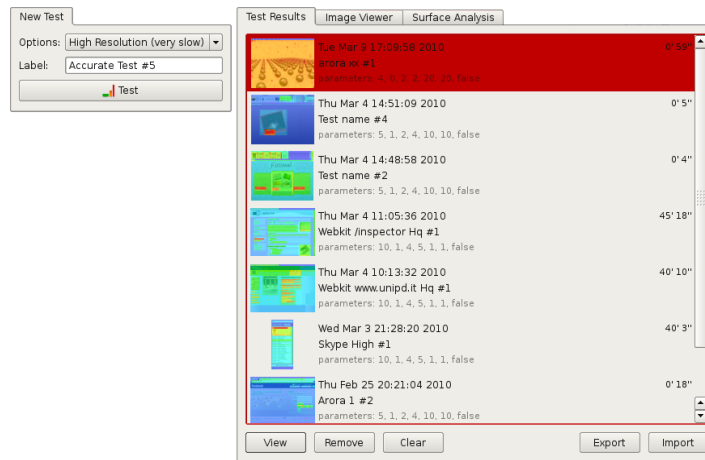 New Test
Options: High Resolution (very slow)
Label: Accurate Test #5
Test
Test Results Image Viewer Surface Analysis
Tue Mar 9 17:09:58 2010 0' 59"
arora кк #1
parameters: 4, 0, 2, 2, 20, 20, false
Thu Mar 4 14:51:09 2010 0' 5"
Test name #4
parameters: 5, 1, 2, 4, 10, 10, false
Thu Mar 4 14:48:58 2010 0' 4"
Test name #2
parameters: 5, 1, 2, 4, 10, 10, false
Thu Mar 4 11:05:36 2010 45' 18"
Webkit /inspector Hq #1
parameters: 10, 1, 4, 5, 1, 1, false
Thu Mar 4 10:13:32 2010 40' 10"
Webkit www.unipd.it Hq #1
parameters: 10, 1, 4, 5, 1, 1, false
Wed Mar 3 21:28:20 2010 40' 3"
Skype High #1
parameters: 10, 1, 4, 5, 1, 1, false
Thu Feb 25 20:21:04 2010 0' 18"
Arora 1 #2
parameters: 5, 1, 2, 4, 10, 10, false
View Remove Clear Export Import